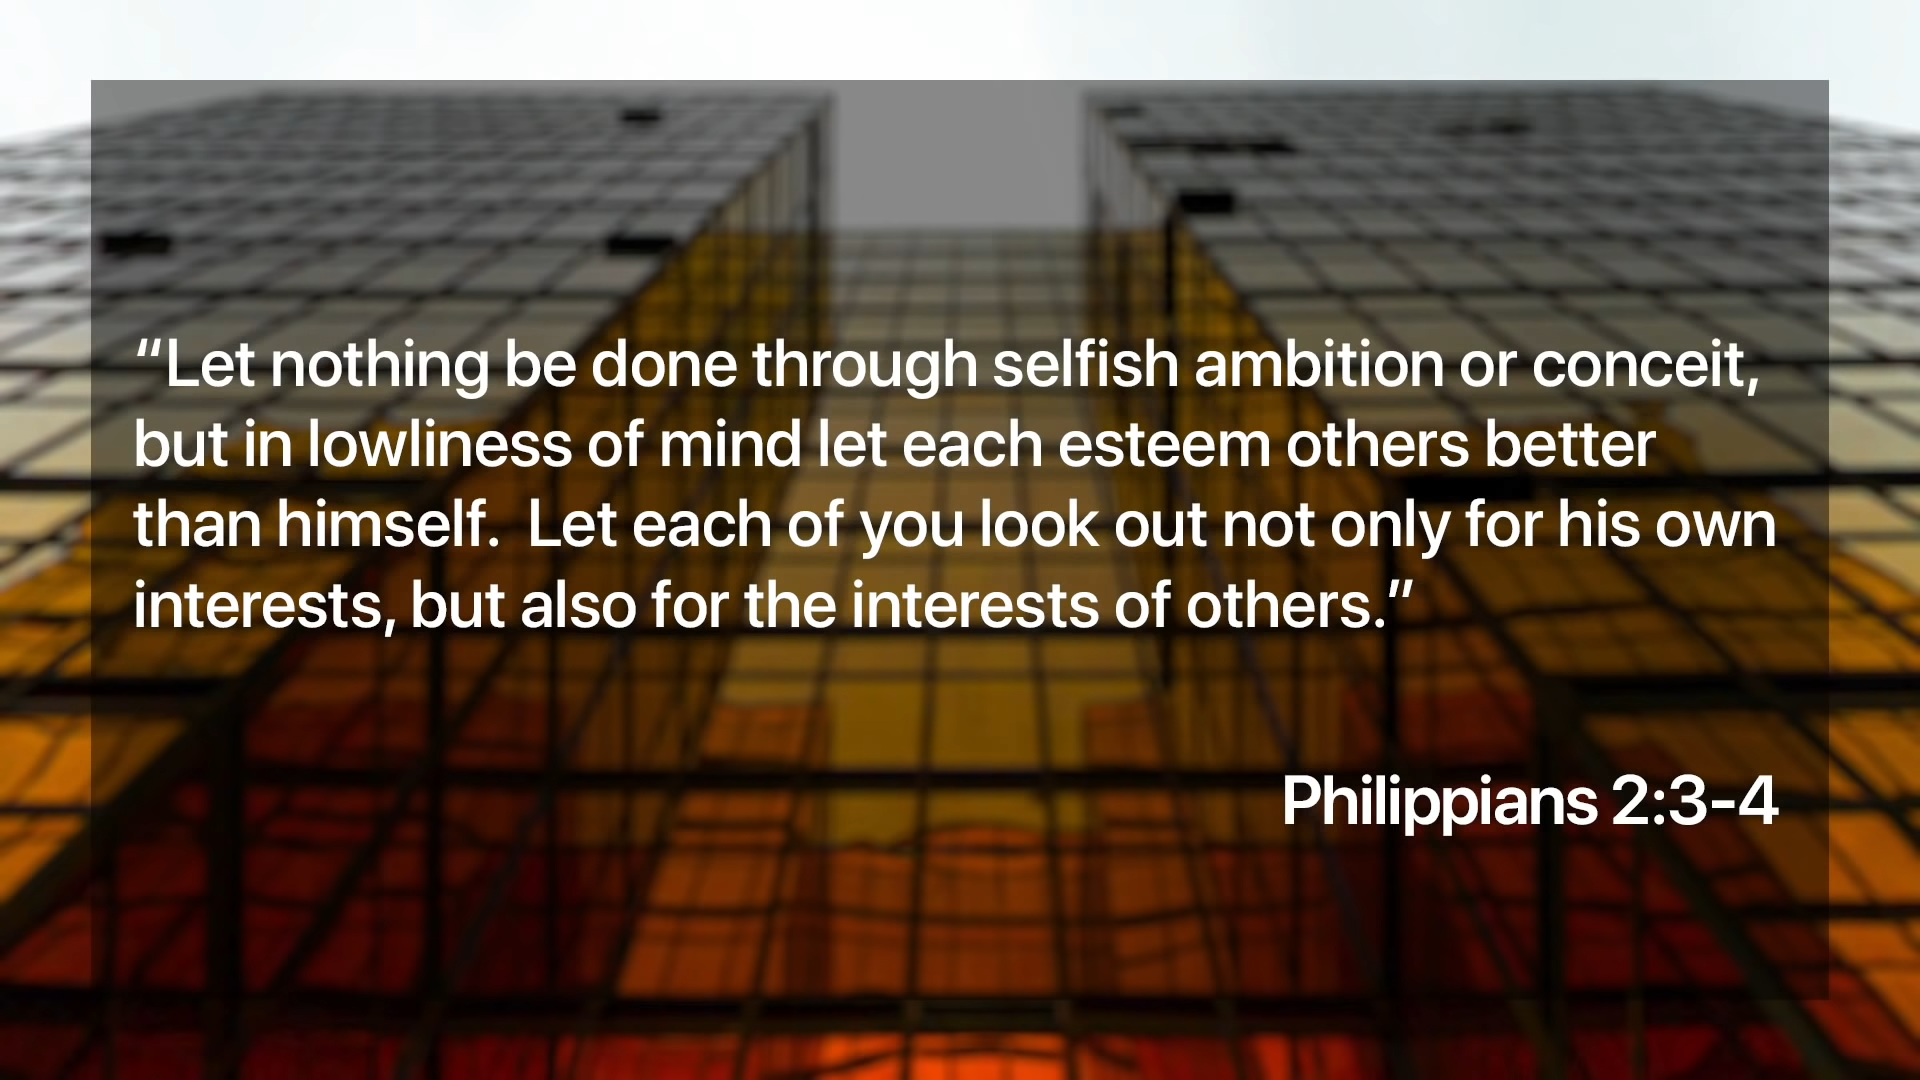 “Let nothing be done through selfish ambition or conceit,
but in lowliness of mind let each esteem others better
than himself.  Let each of you look out not only for his own
interests, but also for the interests of others.”
Philippians 2:3-4